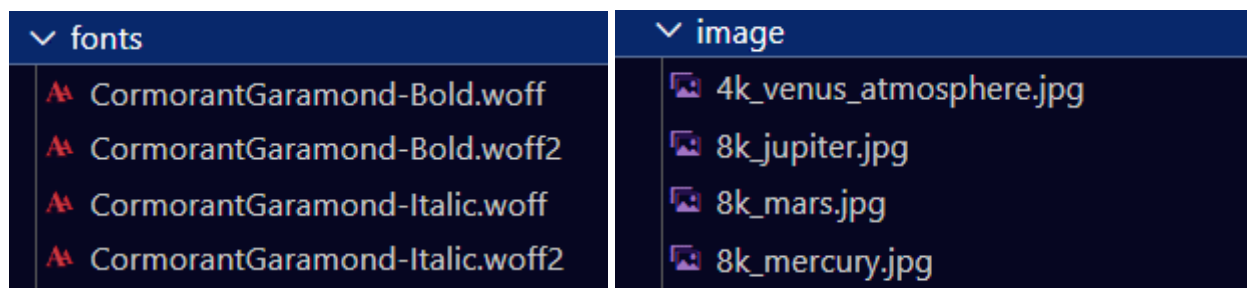 fonts
CormorantGaramond-Bold.woff
CormorantGaramond-Bold.woff2
CormorantGaramond-Italic.woff
CormorantGaramond-Italic.woff2
image
4k_venus_atmosphere.jpg
8k_jupiter.jpg
8k_mars.jpg
8k_mercury.jpg